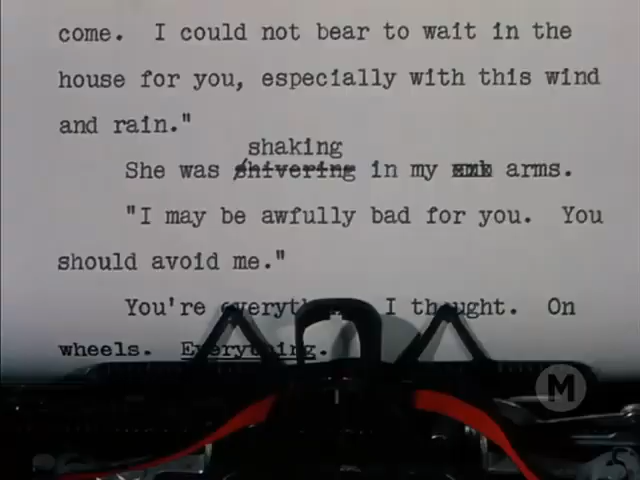 come. I could not bear to wait in the
house for you, especially with this wind
and rain."
shaking
She was shivering in my arms.
"I may be awfully bad for you. You
should avoid me."
You're I thought. On
wheels. Everything.
M